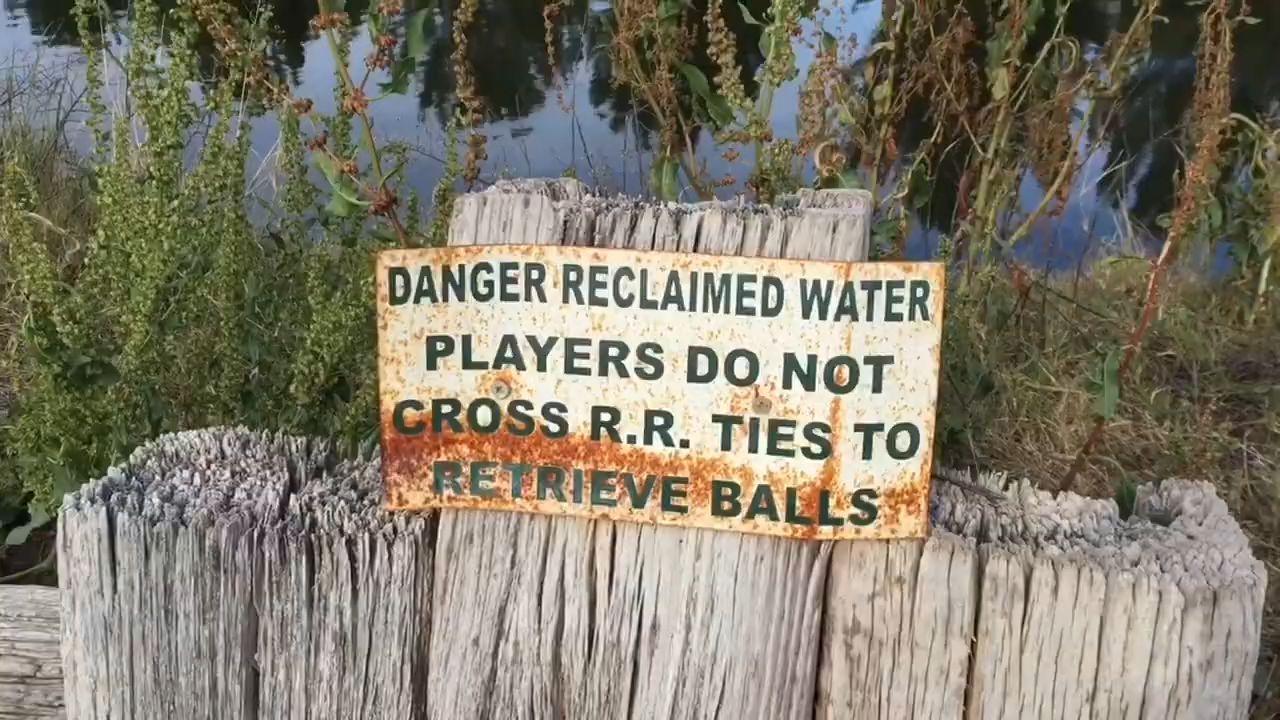 DANGER RECLAIMED WATER
PLAYERS DO NOT
CROSS R.R. TIES TO
RETRIEVE BALLS